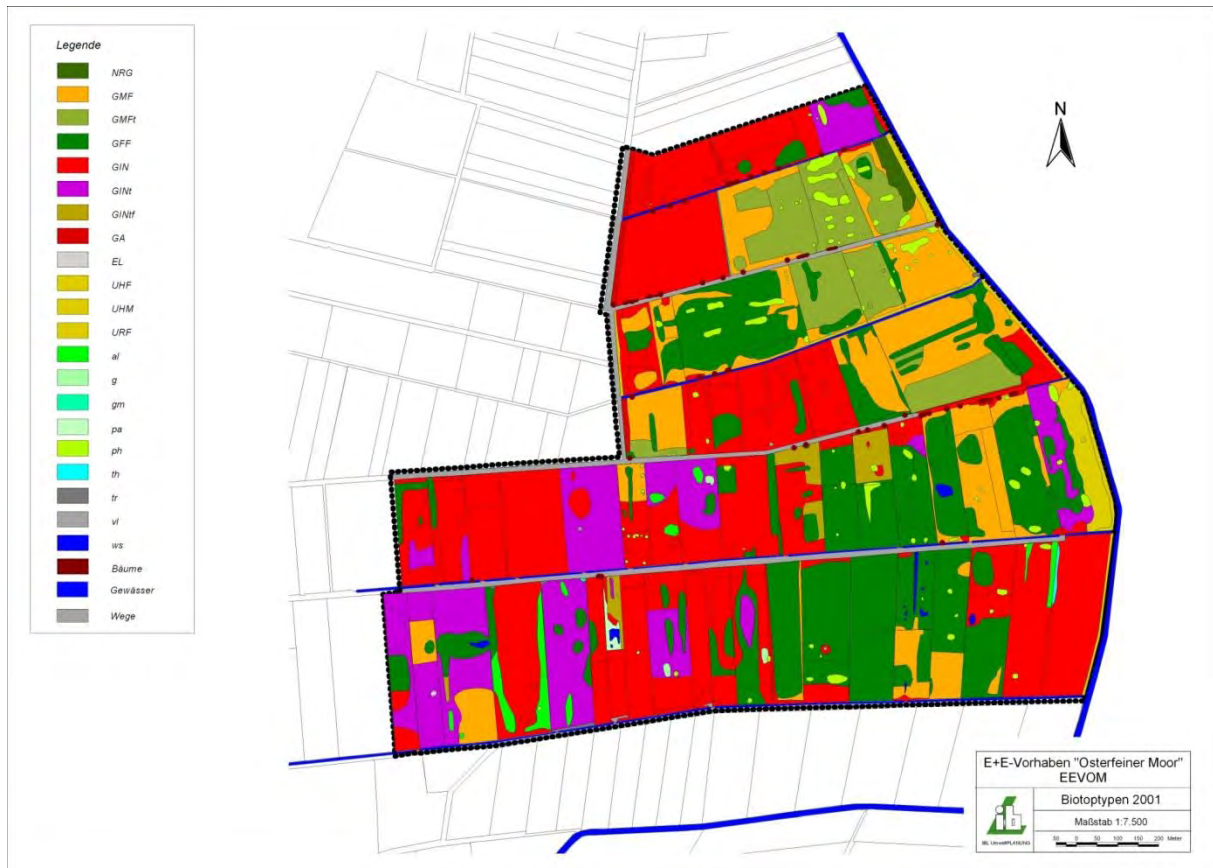 Legende
NRG
GMF
GMFt
GFF
GIN
GINt
GINtf
GA
EL
UHF
UHM
URF
al
g
gm
pa
ph
th
tr
vl
ws
Bäume
Gewässer
Wege
N
E+E-Vorhaben "Osterfeiner Moor"
EEVOM
Biotoptypen 2001
Maßstab 1:7.500
IBL UmweltPLANUNG
50 0 50 100 150 200 Meter